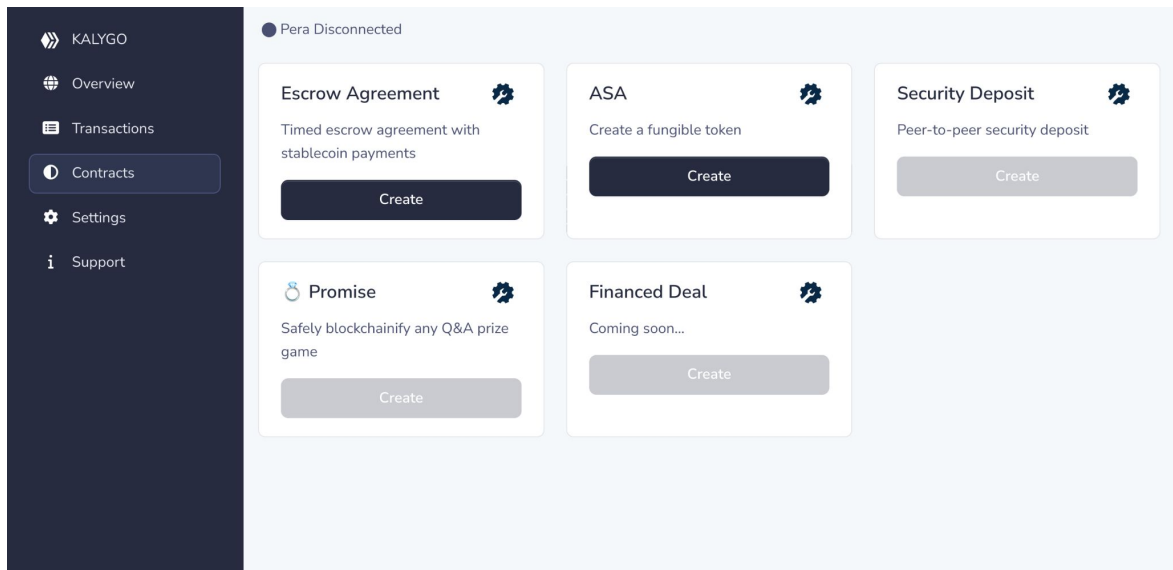 KALYGO
Overview
Transactions
Contracts
Settings
Support
Pera Disconnected
Escrow Agreement
Timed escrow agreement with
stablecoin payments
Create
ASA
Create a fungible token
Create
Security Deposit
Peer-to-peer security deposit
Create
Promise
Safely blockchainify any Q&A prize
game
Create
Financed Deal
Coming soon...
Create